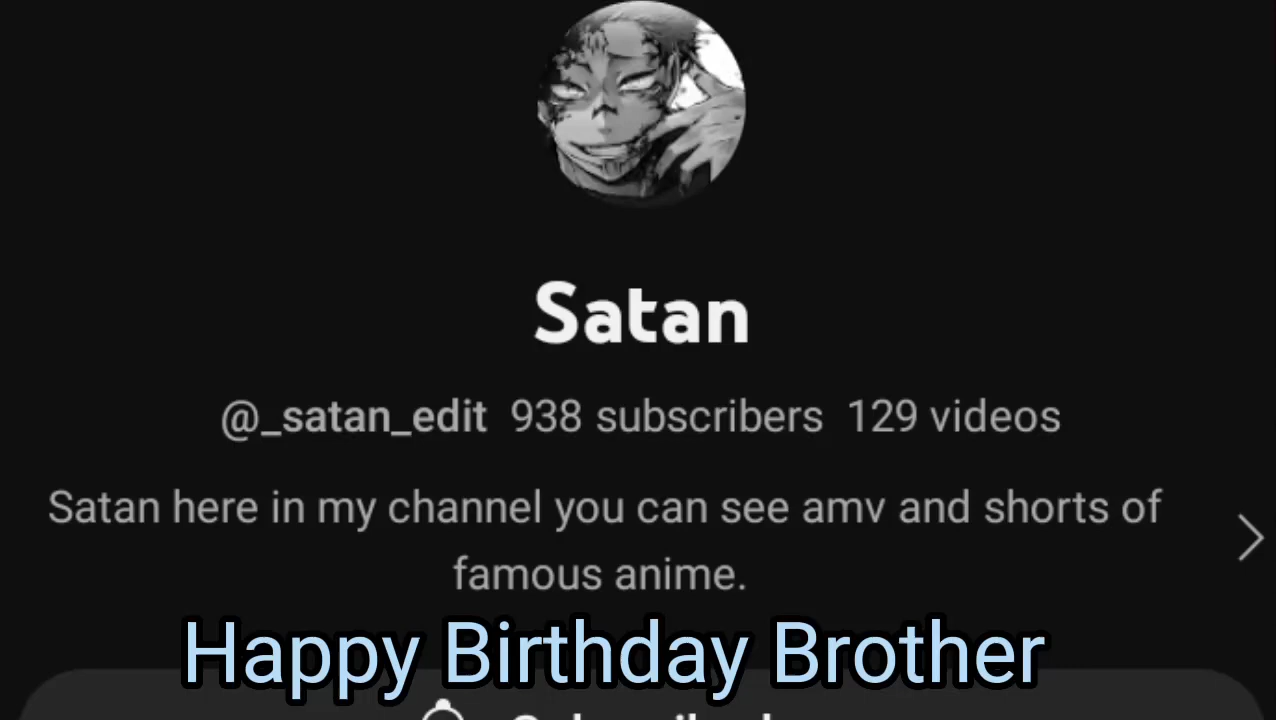 Satan
@_satan_edit 938 subscribers 129 videos
Satan here in my channel you can see amv and shorts of
famous anime.
Happy Birthday Brother